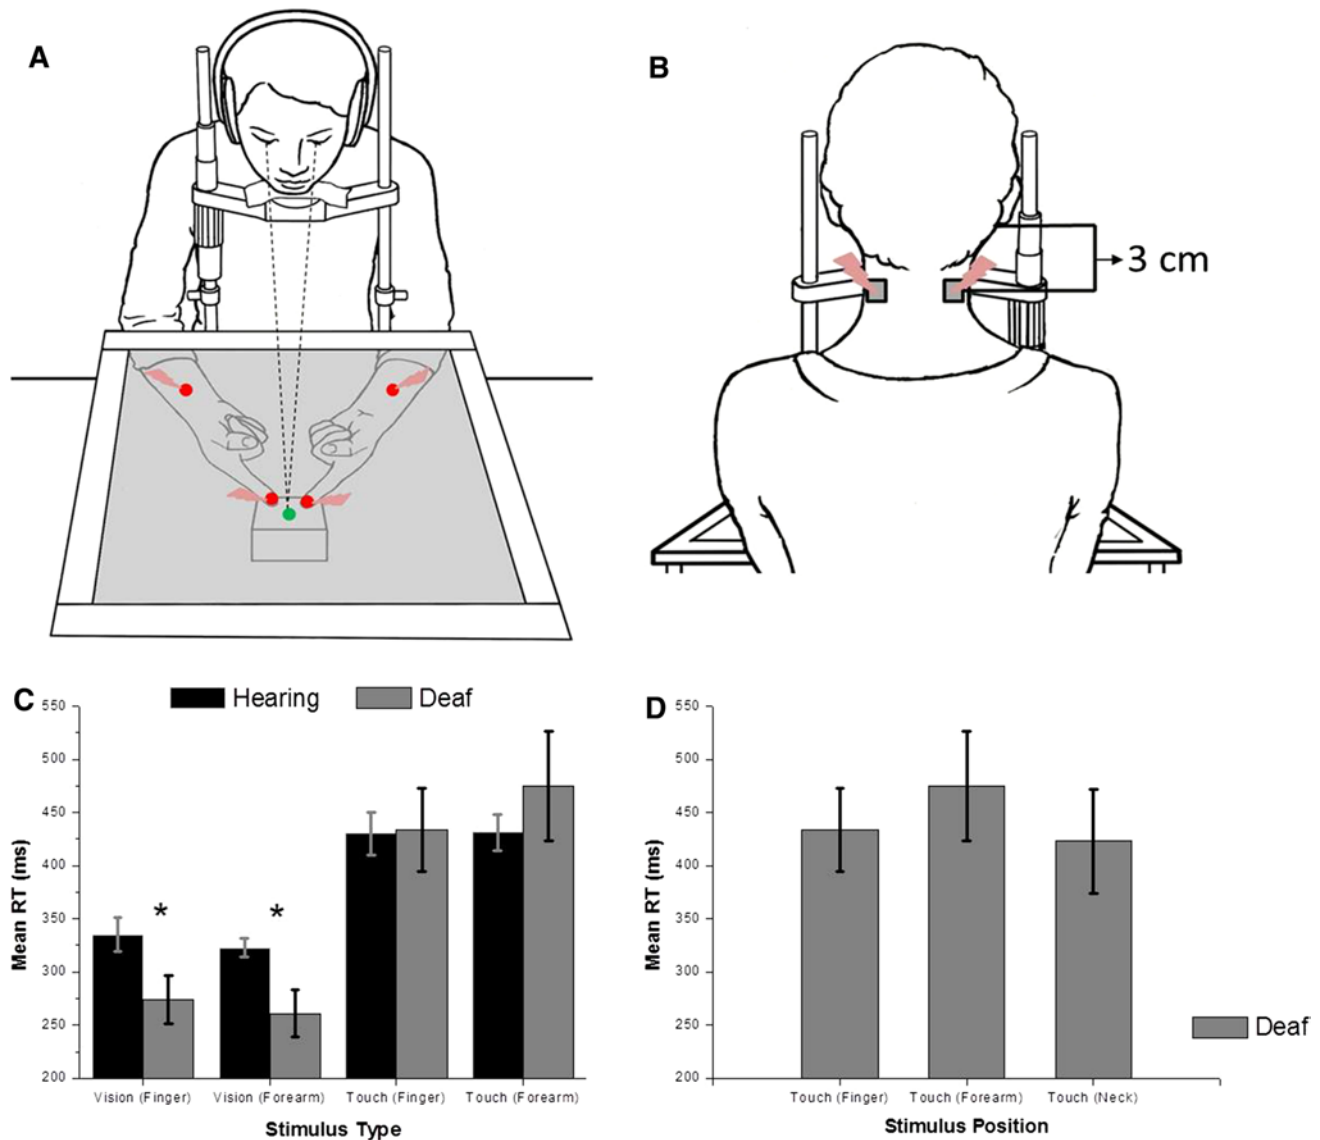 A
B
3 cm
C
Hearing
Deaf
550
500
450
400
350
300
250
200
Mean RT (ms)
*
*
Vision (Finger)
Vision (Forearm)
Touch (Finger)
Touch (Forearm)
Stimulus Type
D
550
500
450
400
350
300
250
200
Mean RT (ms)
Deaf
Touch (Finger)
Touch (Forearm)
Touch (Neck)
Stimulus Position